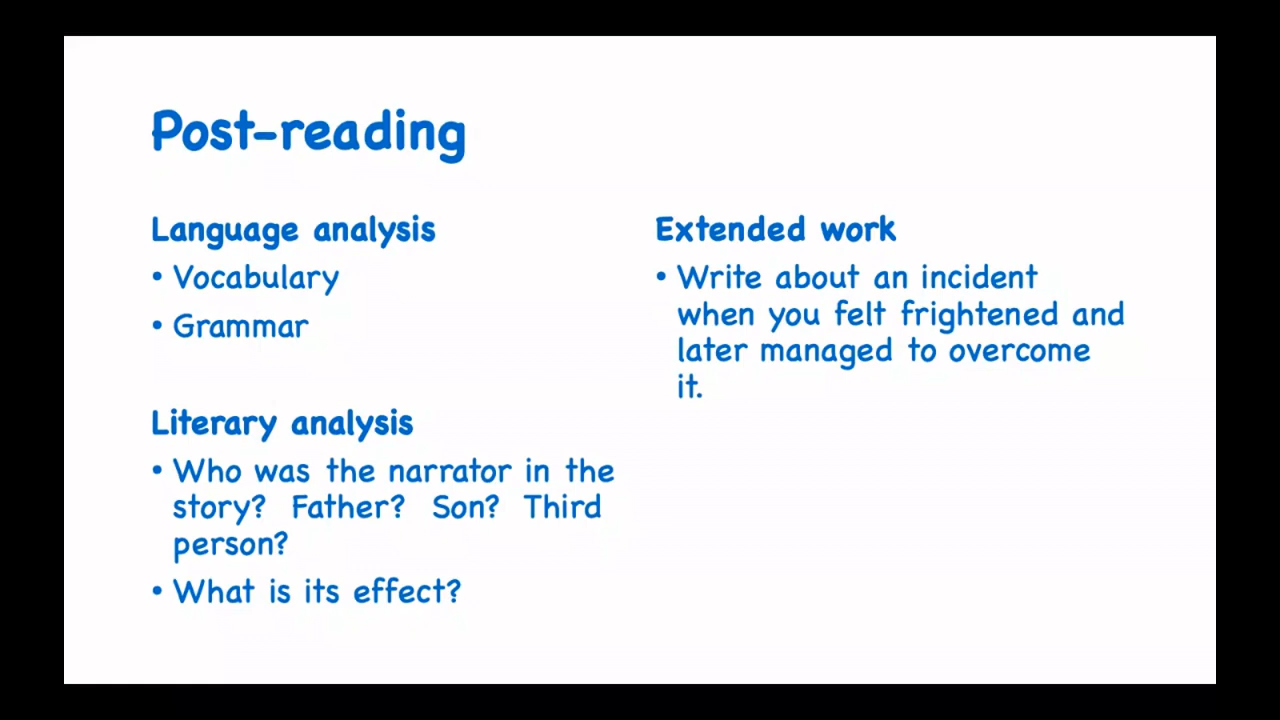 Post-reading
Language analysis
• Vocabulary
• Grammar
Literary analysis
• Who was the narrator in the
story? Father? Son? Third
person?
• What is its effect?
Extended work
• Write about an incident
when you felt frightened and
later managed to overcome
it.